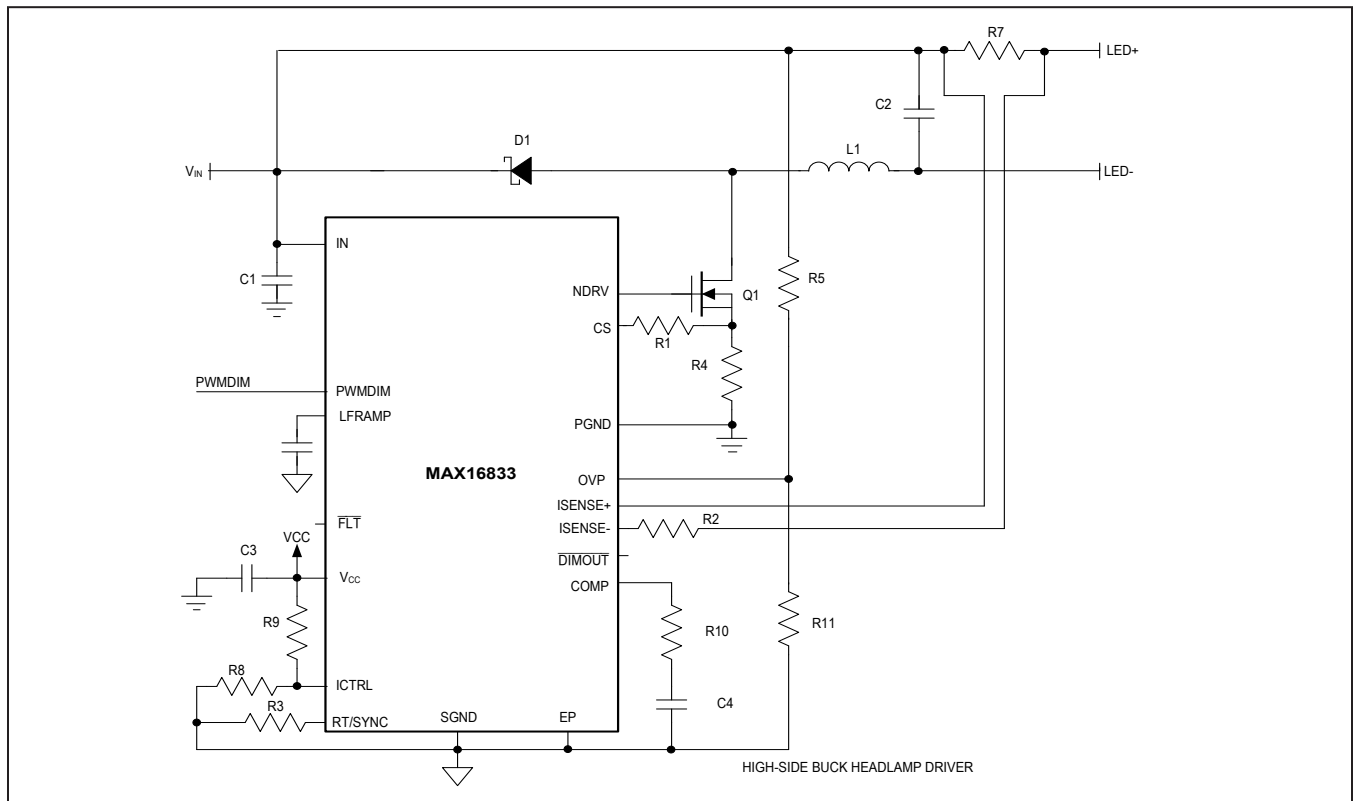 R7
LED+
C2
D1
L1
VIN
LED-
IN
C1
NDRV
Q1
R5
CS
R1
R4
PWMDIM
PWMDIM
LFRAMP
PGND
MAX16833
OVP
ISENSE+
ISENSE-
R2
FLT
VCC
DIMOUT
C3
VCC
COMP
R9
R10
R11
R8
ICTRL
C4
R3
RT/SYNC
SGND
EP
HIGH-SIDE BUCK HEADLAMP DRIVER